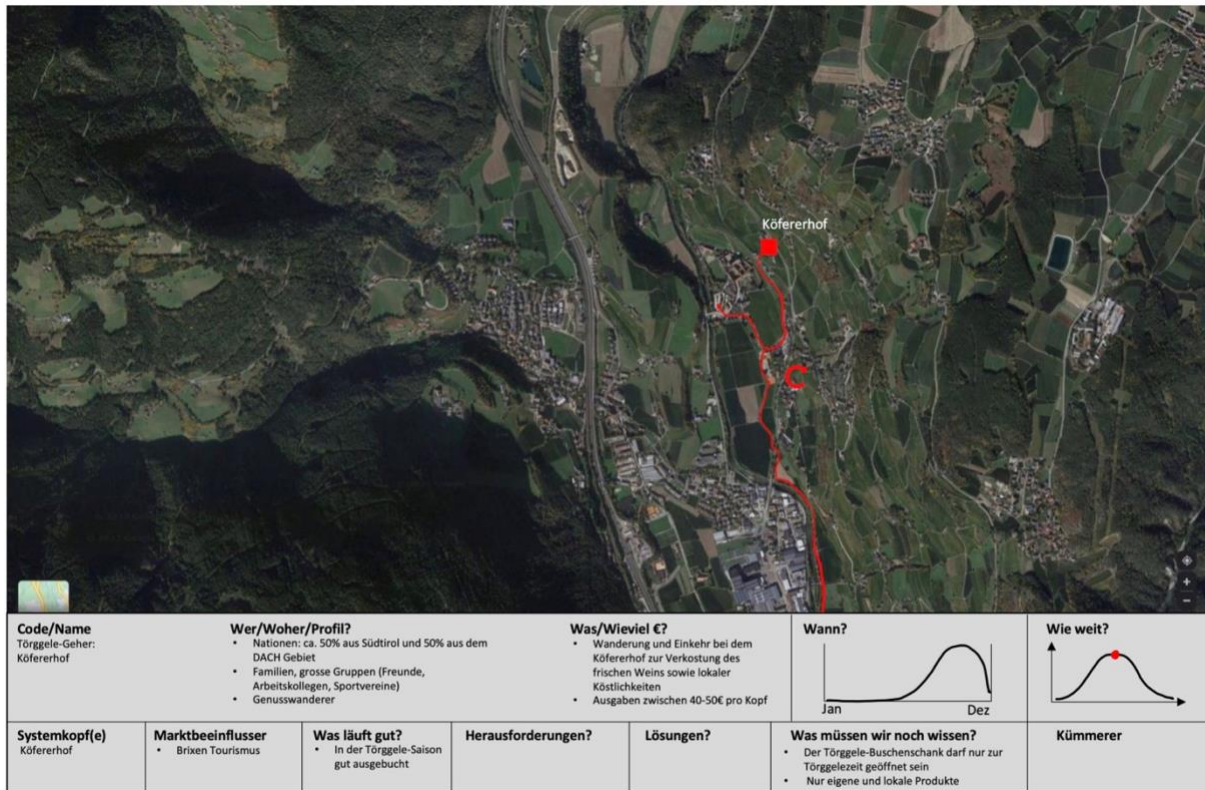 Köfererhof
C
Code/Name
Törggele-Geher:
Köfererhof
Wer/Woher/Profil?
• Nationen: ca. 50% aus Südtirol und 50% aus dem
DACH Gebiet
• Familien, grosse Gruppen (Freunde,
Arbeitskollegen, Sportvereine)
• Genusswanderer
Was/Wieviel €?
• Wanderung und Einkehr bei dem
Köfererhof zur Verkostung des
frischen Weins sowie lokaler
Köstlichkeiten
• Ausgaben zwischen 40-50€ pro Kopf
Wann?
Jan
Dez
Wie weit?
Systemkopf(e)
Köfererhof
Marktbeeinflusser
• Brixen Tourismus
Was läuft gut?
• In der Törggele-Saison
gut ausgebucht
Herausforderungen?
Lösungen?
Was müssen wir noch wissen?
• Der Törggele-Buschenschank darf nur zur
Törggelezeit geöffnet sein
• Nur eigene und lokale Produkte
Kümmerer